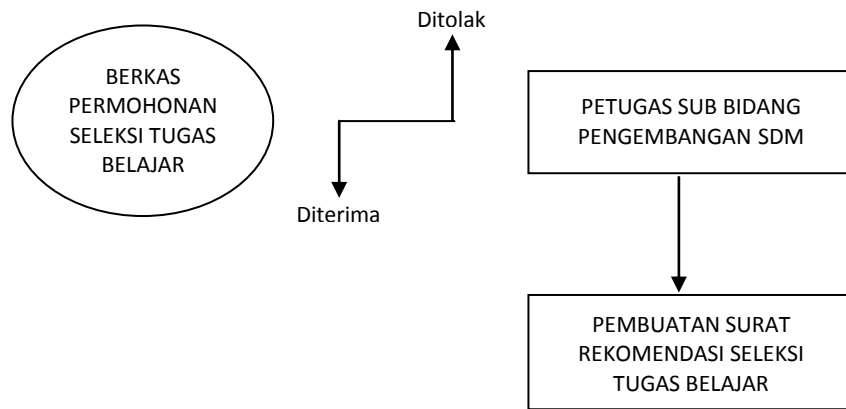 Ditolak
BERKAS
PERMOHONAN
SELEKSI TUGAS
BELAJAR
Diterima
PETUGAS SUB BIDANG
PENGEMBANGAN SDM
PEMBUATAN SURAT
REKOMENDASI SELEKSI
TUGAS BELAJAR